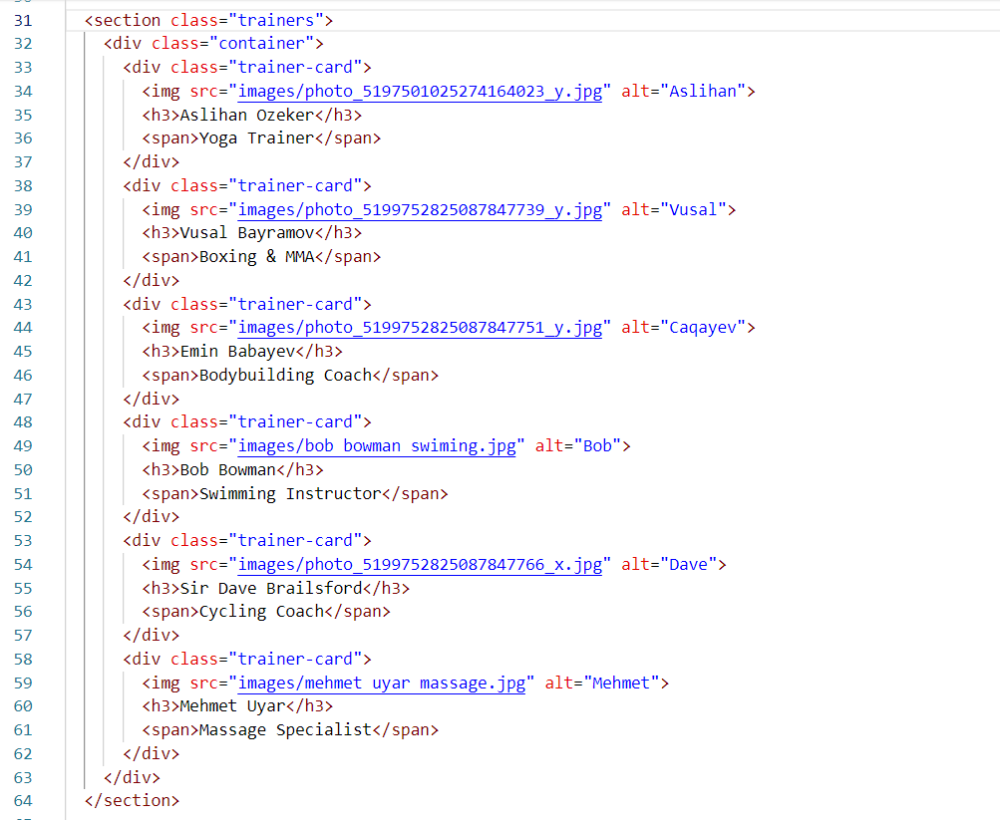 31 <section class="trainers">
32 <div class="container">
33 <div class="trainer-card">
34 <img src="images/photo_5197501025274164023_y.jpg" alt="Aslihan">
35 <h3>Aslihan Ozeker</h3>
36 <span>Yoga Trainer</span>
37 </div>
38 <div class="trainer-card">
39 <img src="images/photo_5199752825087847739_y.jpg" alt="Vusal">
40 <h3>Vusal Bayramov</h3>
41 <span>Boxing & MMA</span>
42 </div>
43 <div class="trainer-card">
44 <img src="images/photo_5199752825087847751_y.jpg" alt="Caqayev">
45 <h3>Emin Babayev</h3>
46 <span>Bodybuilding Coach</span>
47 </div>
48 <div class="trainer-card">
49 <img src="images/bob bowman swiming.jpg" alt="Bob">
50 <h3>Bob Bowman</h3>
51 <span>Swimming Instructor</span>
52 </div>
53 <div class="trainer-card">
54 <img src="images/photo_5199752825087847766_x.jpg" alt="Dave">
55 <h3>Sir Dave Brailsford</h3>
56 <span>Cycling Coach</span>
57 </div>
58 <div class="trainer-card">
59 <img src="images/mehmet uyar massage.jpg" alt="Mehmet">
60 <h3>Mehmet Uyar</h3>
61 <span>Massage Specialist</span>
62 </div>
63 </div>
64 </section>